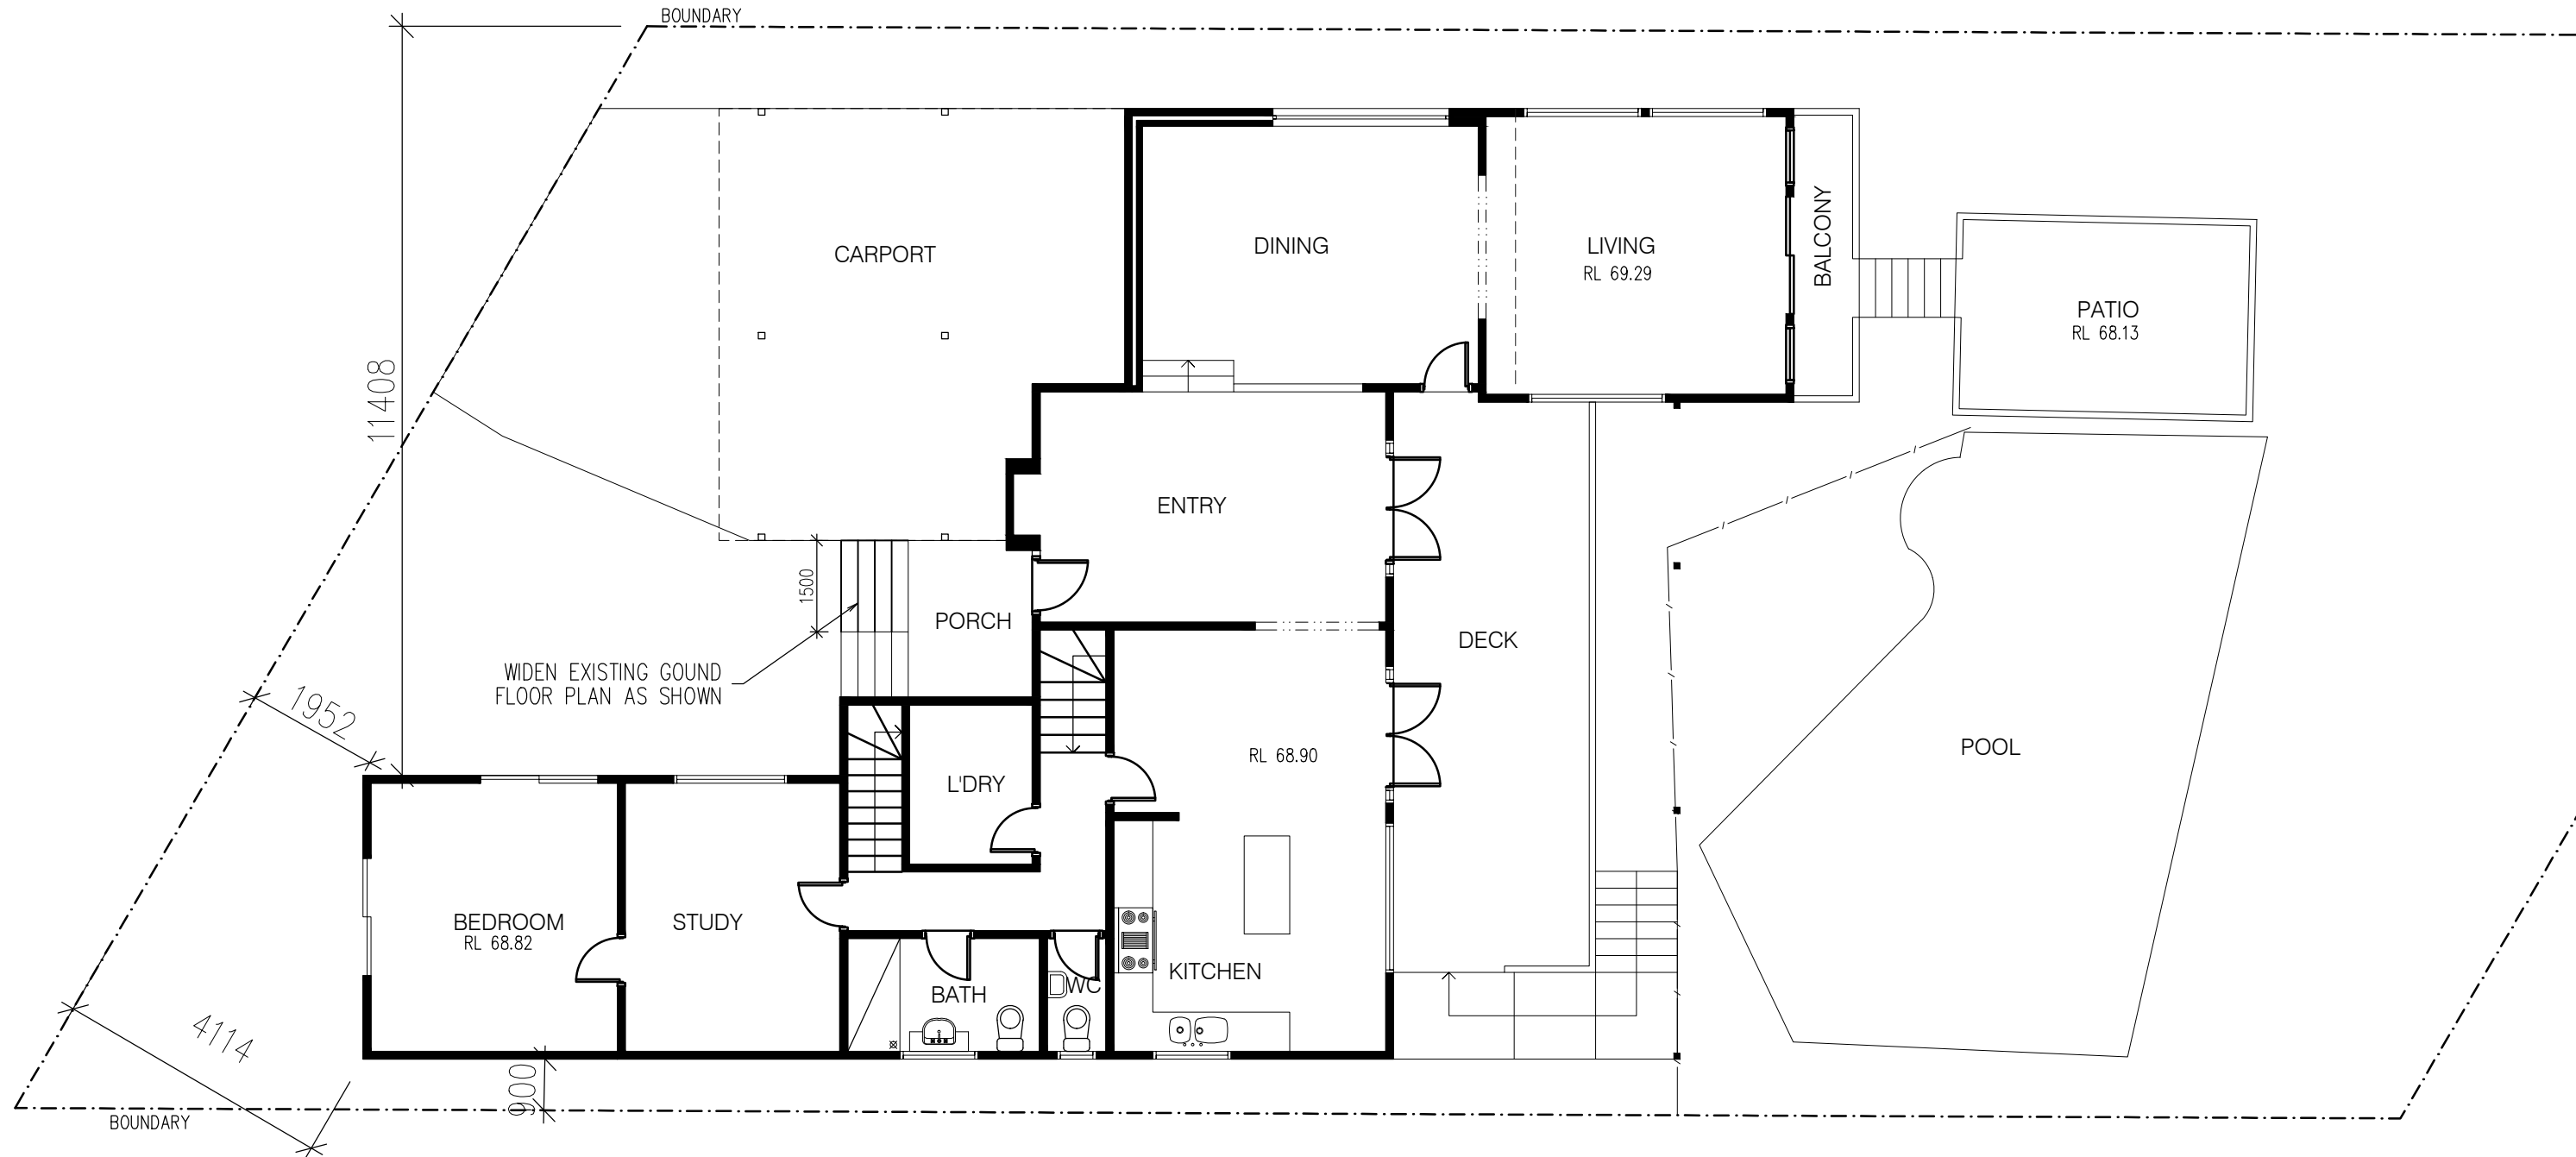 BOUNDARY
CARPORT
DINING
LIVING
RL 69.29
BALCONY
PATIO
RL 68.13
11408
ENTRY
1500
PORCH
DECK
WIDEN EXISTING GOUND
FLOOR PLAN AS SHOWN
1952
L'DRY
RL 68.90
POOL
BEDROOM
RL 68.82
STUDY
KITCHEN
BATH
WC
4114
900
BOUNDARY